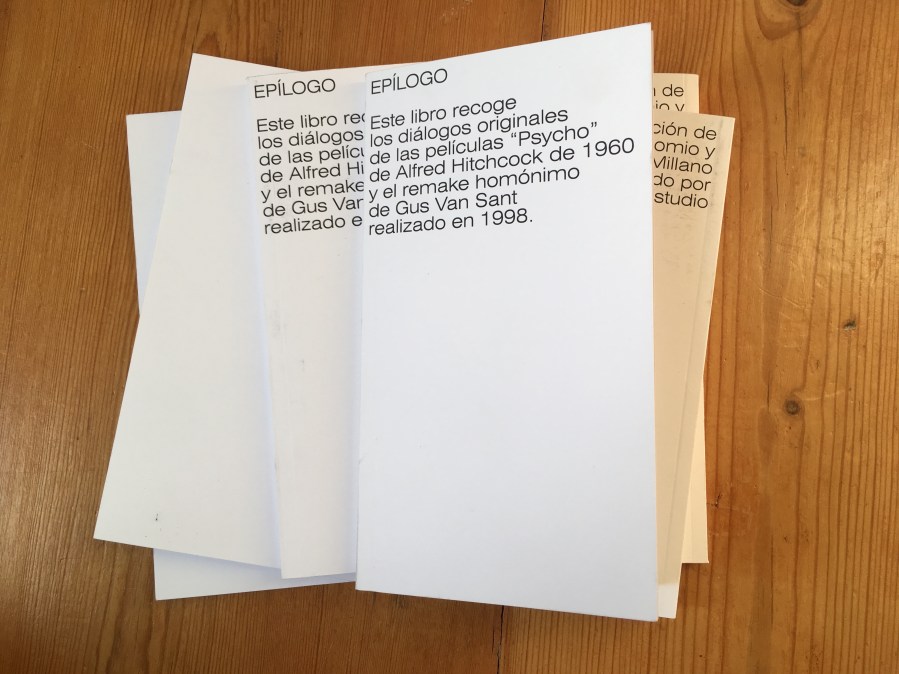 EPÍLOGO
Este libro rec
los diálogos
de las pelícu
de Alfred Hi
y el remake
de Gus Van
realizado e
EPÍLOGO
Este libro recoge
los diálogos originales
de las películas “Psycho”
de Alfred Hitchcock de 1960
y el remake homónimo
de Gus Van Sant
realizado en 1998.
n de
io y
ción de
omio y
Millano
do por
studio